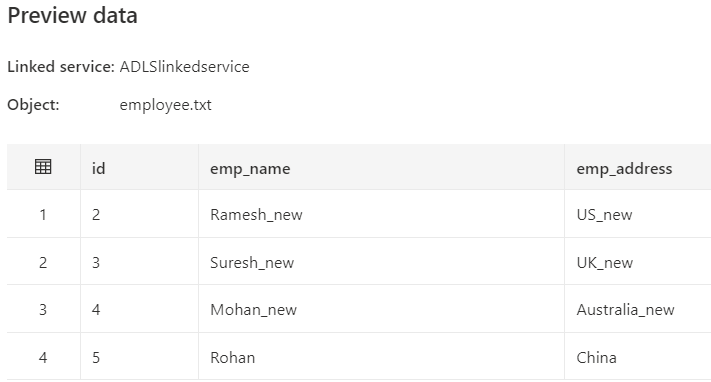 Preview data
Linked service: ADLSlinkedservice
Object: employee.txt
id emp_name emp_address
1 2 Ramesh_new US_new
2 3 Suresh_new UK_new
3 4 Mohan_new Australia_new
4 5 Rohan China